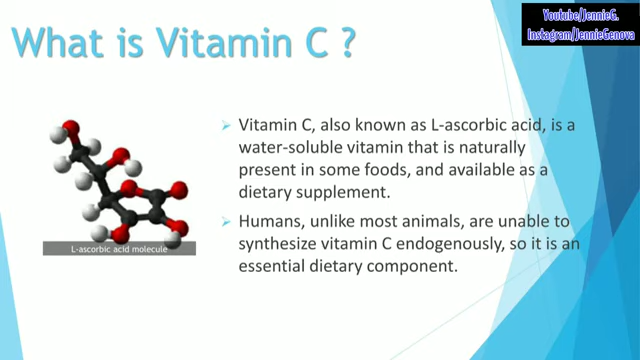 Youtube/JennieG.
Instagram/JennieGenova
What is Vitamin C ?
Vitamin C, also known as L-ascorbic acid, is a
water-soluble vitamin that is naturally
present in some foods, and available as a
dietary supplement.
Humans, unlike most animals, are unable to
synthesize vitamin C endogenously, so it is an
essential dietary component.
L-ascorbic acid molecule